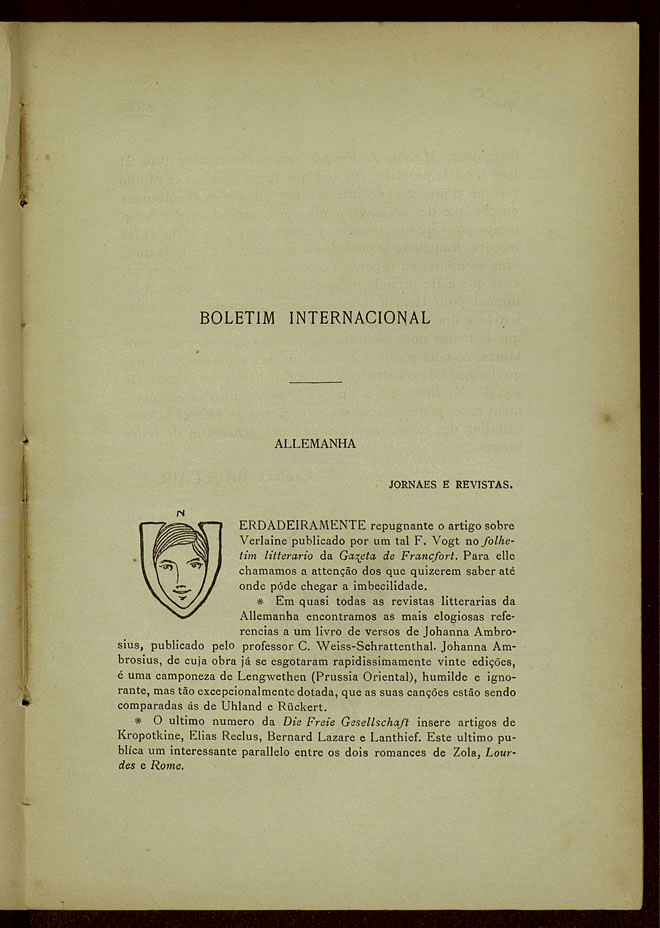 BOLETIM INTERNACIONAL
ALLEMANHA
JORNAES E REVISTAS.
N
VERDADEIRAMENTE repugnante o artigo sobre
Verlaine publicado por um tal F. Vogt no folhe-
tim litterario da Gazeta de Francfort. Para elle
chamamos a attenção dos que quizerem saber até
onde póde chegar a imbecilidade.
* Em quasi todas as revistas litterarias da
Allemanha encontramos as mais elogiosas refe-
rencias a um livro de versos de Johanna Ambro-
sius, publicado pelo professor C. Weiss-Schrattenthal. Johanna Am-
brosius, de cuja obra já se esgotaram rapidissimamente vinte edições,
é uma camponeza de Lengwethen (Prussia Oriental), humilde e igno-
rante, mas tão excepcionalmente dotada, que as suas canções estão sendo
comparadas ás de Uhland e Rückert.
* O ultimo numero da Die Freie Gesellschaft insere artigos de
Kropotkine, Elias Reclus, Bernard Lazare e Lanthief. Este ultimo pu-
blíca um interessante parallelo entre os dois romances de Zola, Lour-
des e Rome.